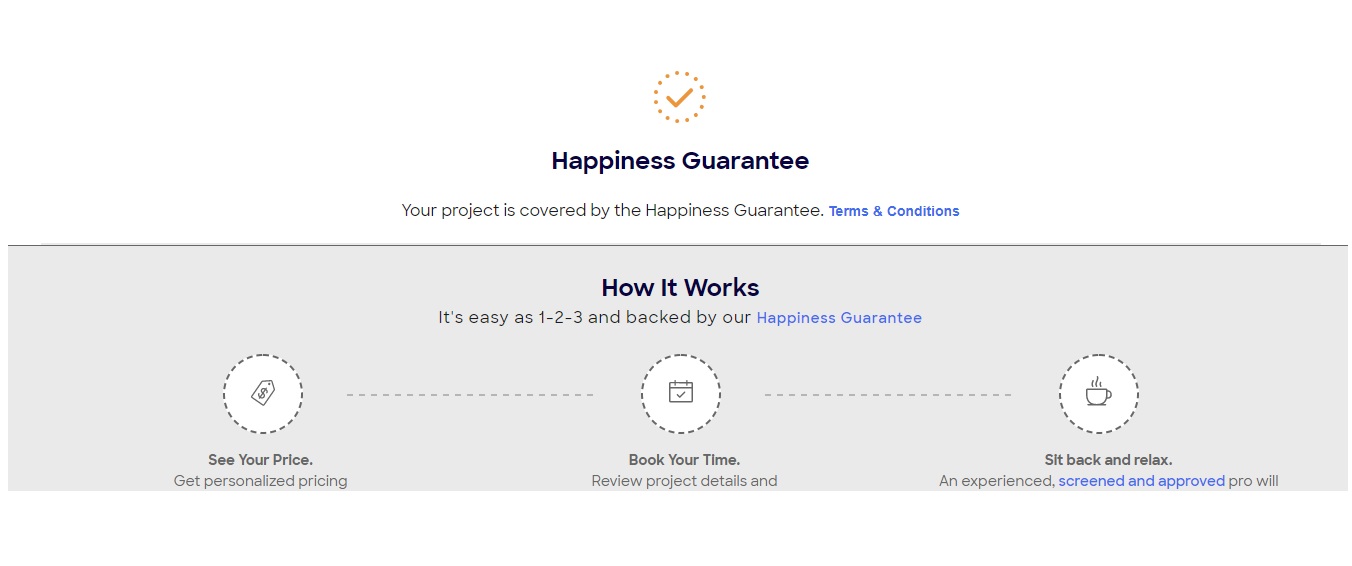 Happiness Guarantee
Your project is covered by the Happiness Guarantee. Terms & Conditions
How It Works
It's easy as 1-2-3 and backed by our Happiness Guarantee
See Your Price.
Get personalized pricing
Book Your Time.
Review project details and
Sit back and relax.
An experienced, screened and approved pro will